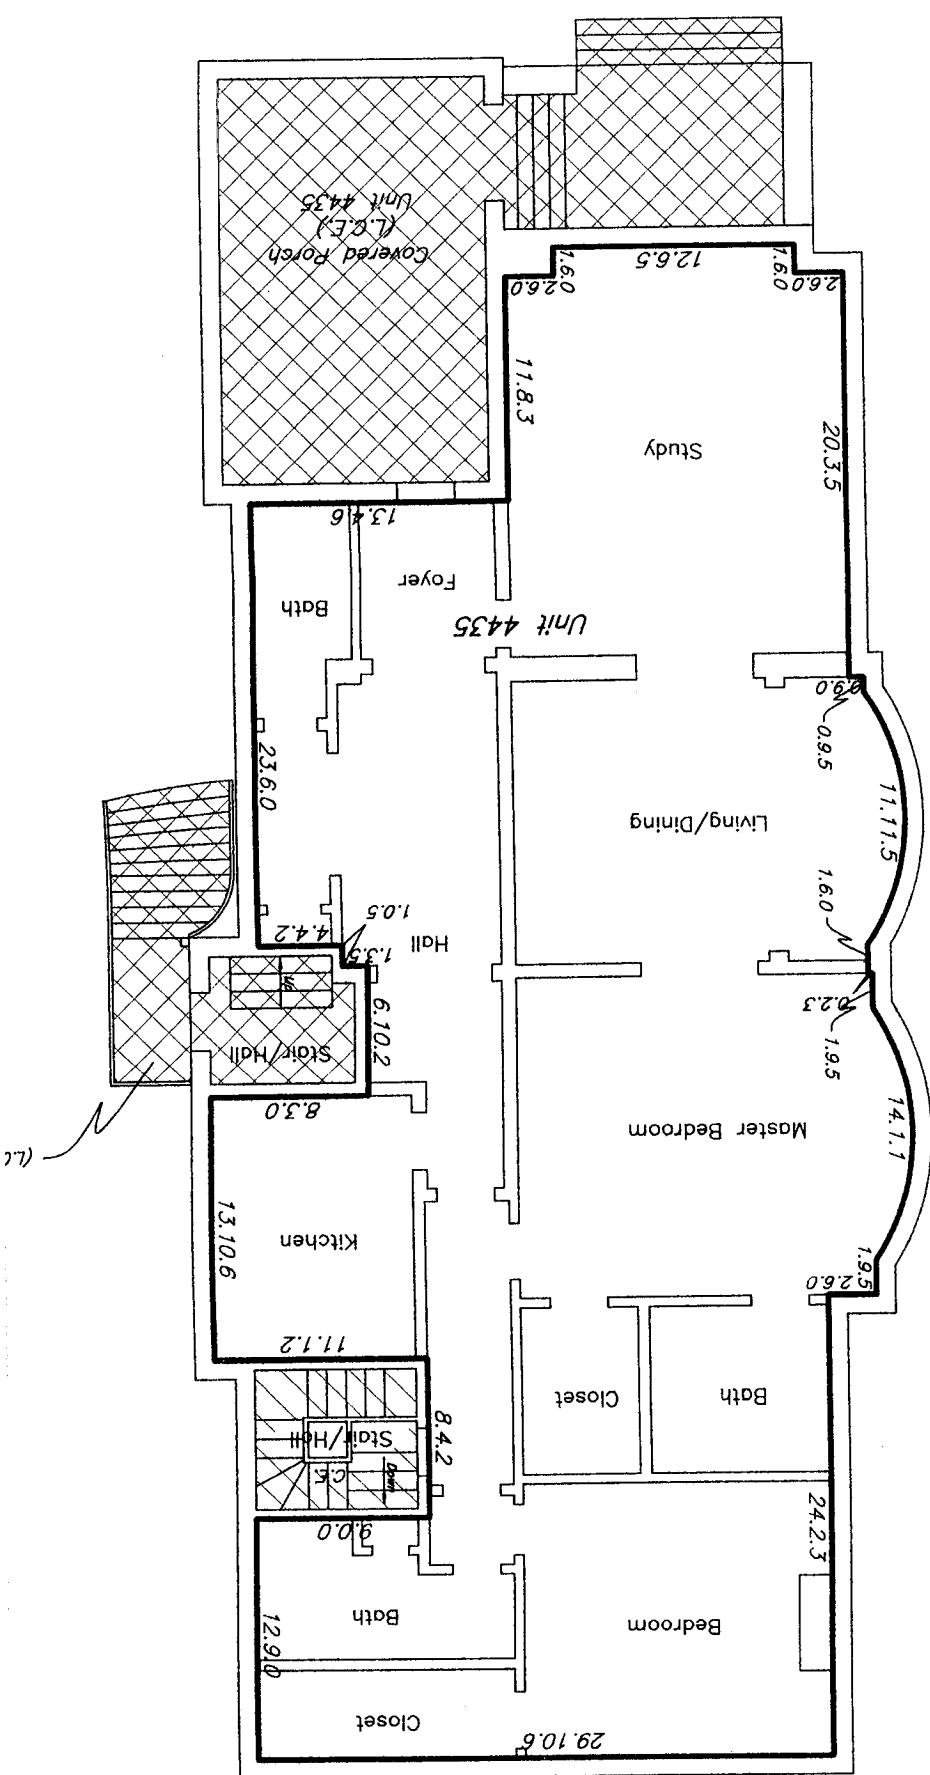 29.10.6
Closet
12.9.0
Bedroom
Bath
9.0.0
24.2.3
Down
C.E.
Stair/Hall
8.4.2
Bath
Closet
11.1.2
2.6.0
1.9.5
Kitchen
13.10.6
14.1.1
Master Bedroom
8.3.0
Stair/Hall
(L.C
6.10.2
1.9.5
0.2.3
Up
1.3.5
4.4.2
Hall
1.0.5
1.6.0
11.11.5
Living/Dining
23.6.0
0.9.5
0.9.0
Unit 4435
Bath
Foyer
13.4.6
20.3.5
Study
11.8.3
2.6.0
1.6.0
12.6.5
1.6.0
2.6.0
Covered Porch
(L.C.E.)
Unit 4435